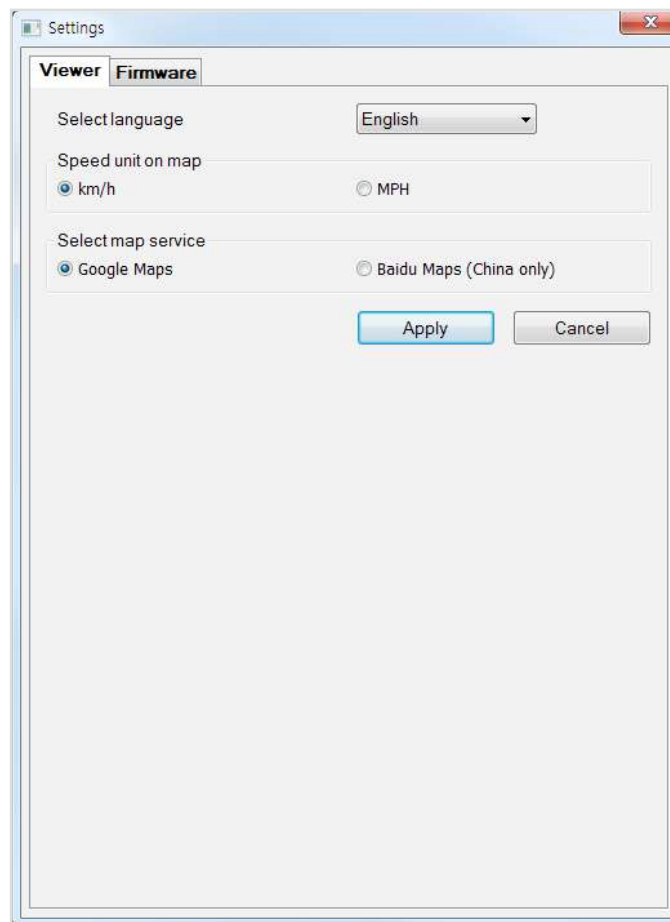 Settings
Viewer Firmware
Select language English
Speed unit on map
km/h MPH
Select map service
Google Maps Baidu Maps (China only)
Apply Cancel